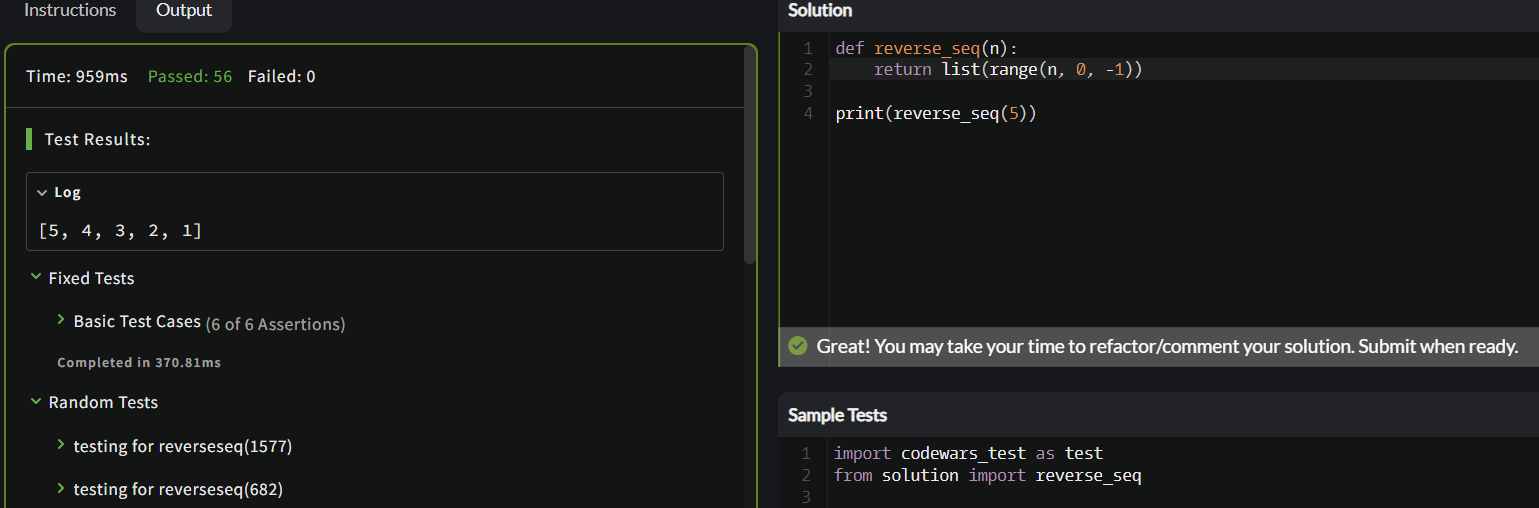 Instructions Output
Time: 959ms Passed: 56 Failed: 0
Test Results:
Log
[5, 4, 3, 2, 1]
Fixed Tests
Basic Test Cases (6 of 6 Assertions)
Completed in 370.81ms
Random Tests
testing for reverseseq(1577)
testing for reverseseq(682)
Solution
1 def reverse_seq(n):
2     return list(range(n, 0, -1))
3
4 print(reverse_seq(5))
Great! You may take your time to refactor/comment your solution. Submit when ready.
Sample Tests
1 import codewars_test as test
2 from solution import reverse_seq
3